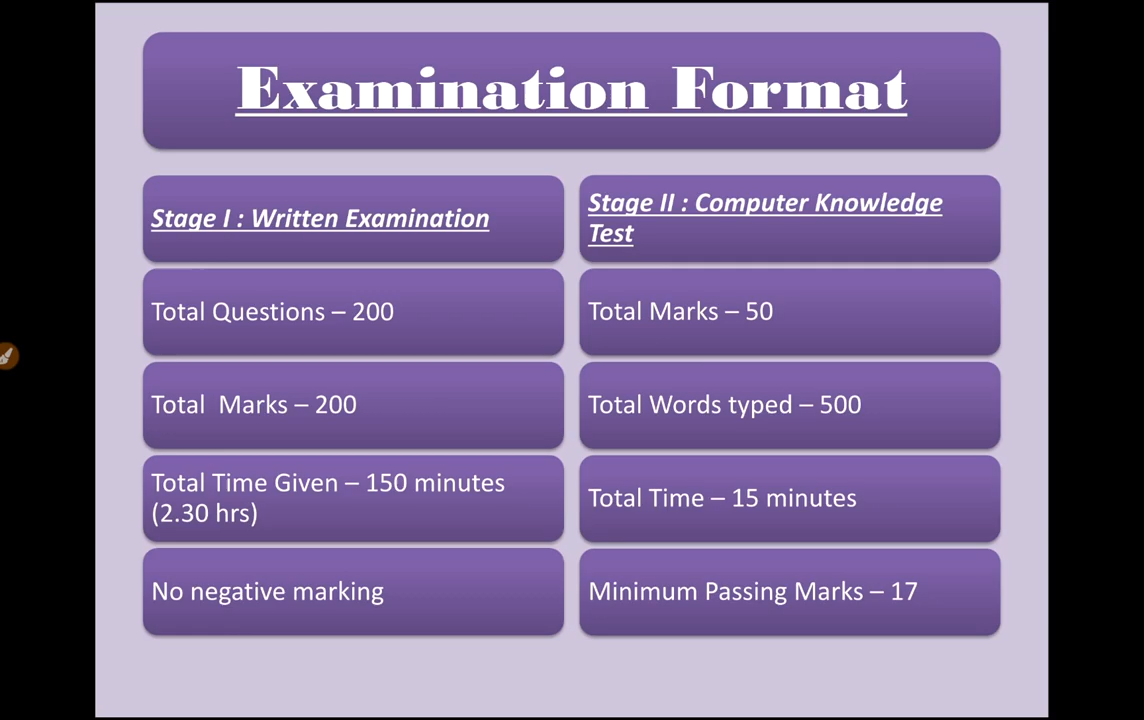 Examination Format
Stage I : Written Examination
Total Questions – 200
Total  Marks – 200
Total Time Given – 150 minutes
(2.30 hrs)
No negative marking
Stage II : Computer Knowledge
Test
Total Marks – 50
Total Words typed – 500
Total Time – 15 minutes
Minimum Passing Marks – 17